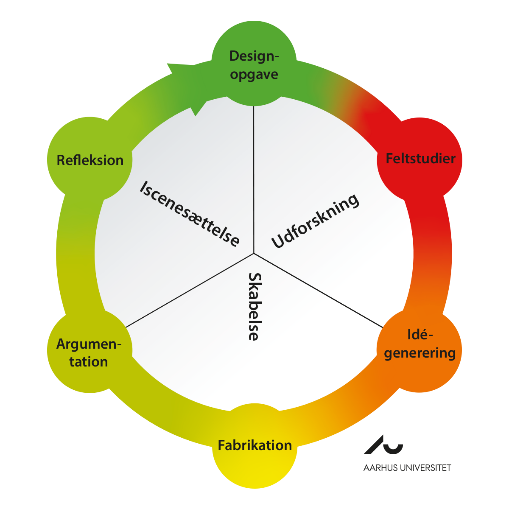 Design-
opgave
Refleksion
Feltstudier
Iscenesættelse
Udforskning
Skabelse
Argumen-
tation
Idé-
generering
Fabrikation
AARHUS UNIVERSITET